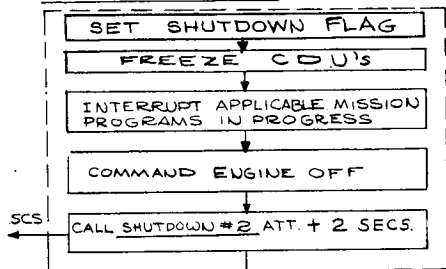 SET SHUTDOWN FLAG
FREEZE CDU's
INTERRUPT APPLICABLE MISSION
PROGRAMS IN PROGRESS
COMMAND ENGINE OFF
SCS
CALL SHUTDOWN #2 ATT. + 2 SECS.